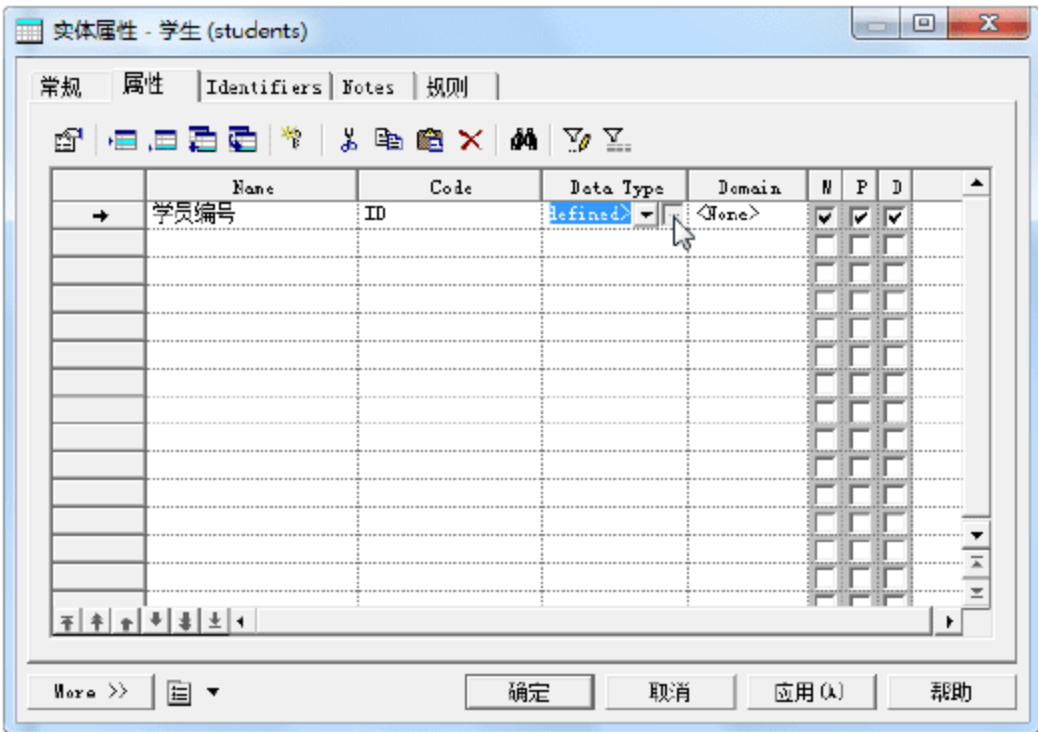 实体属性 - 学生 (students)
常规 属性 Identifiers Notes 规则
Name Code Data Type Domain M P D
学员编号 ID defined> <None>
More >> 确定 取消 应用(A) 帮助